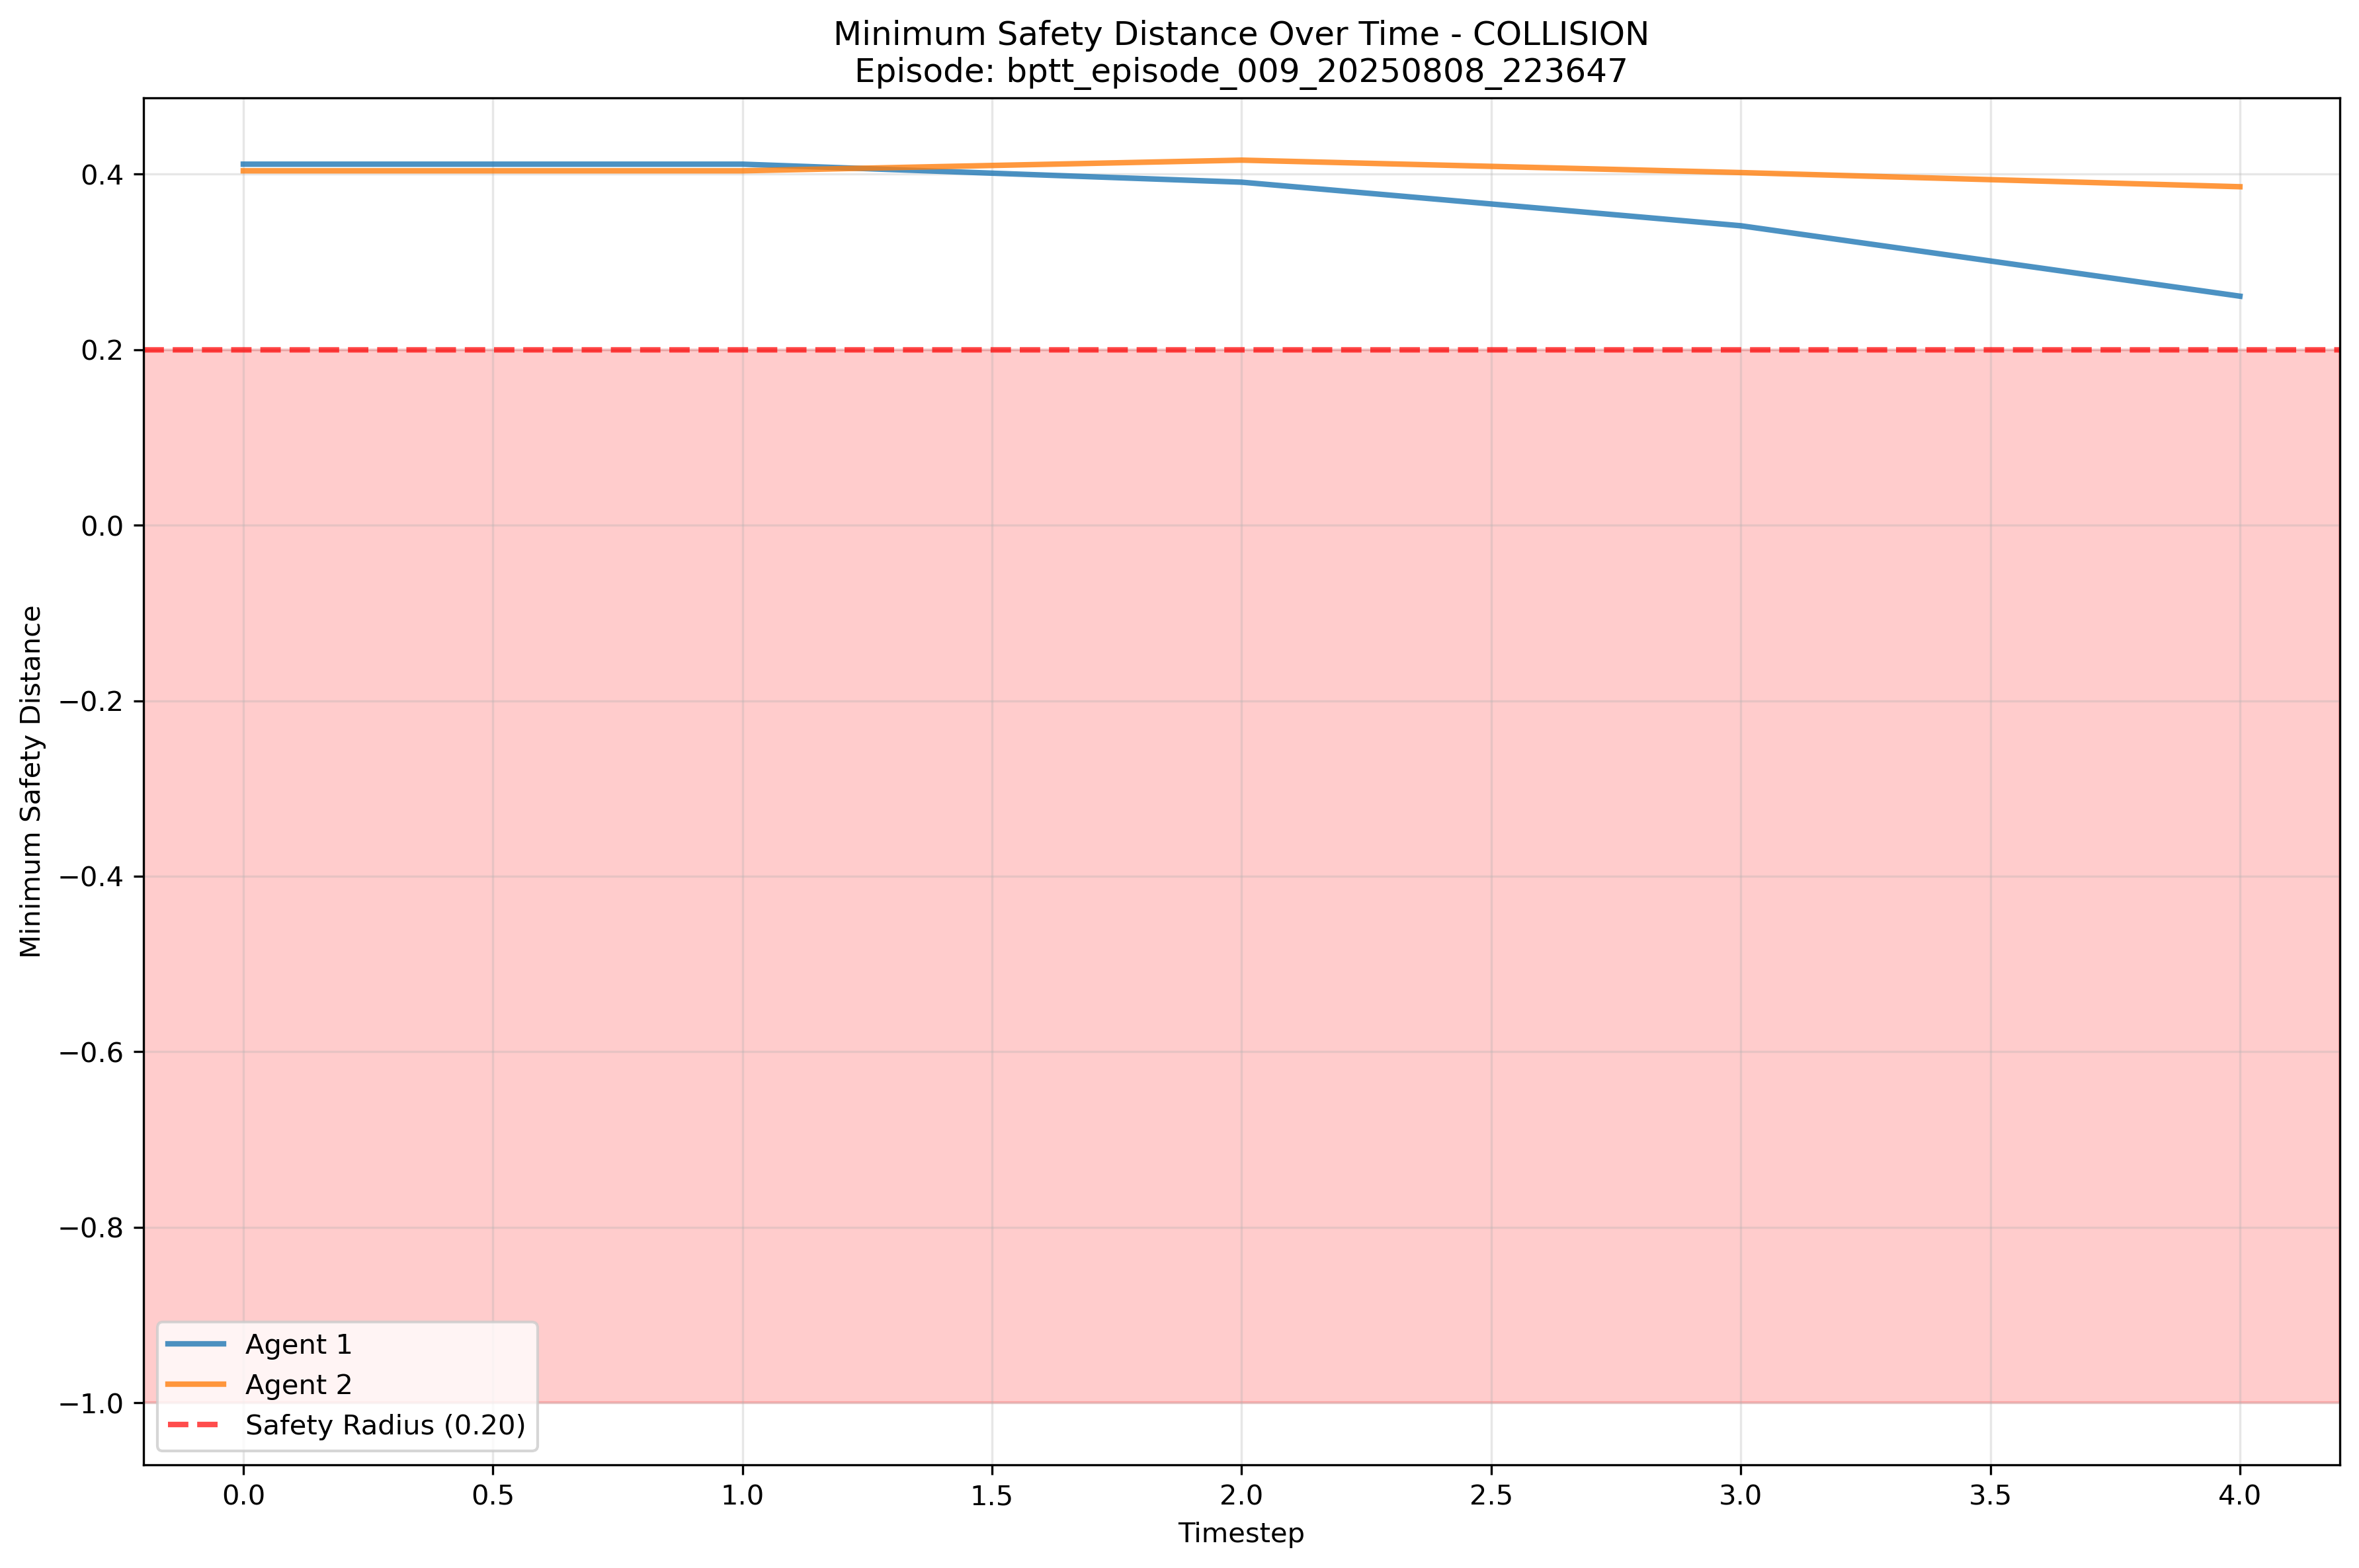 Minimum Safety Distance Over Time - COLLISION
Episode: bptt_episode_009_20250808_223647
Minimum Safety Distance
0.4
0.2
0.0
−0.2
−0.4
−0.6
−0.8
−1.0
Agent 1
Agent 2
Safety Radius (0.20)
0.0 0.5 1.0 1.5 2.0 2.5 3.0 3.5 4.0
Timestep